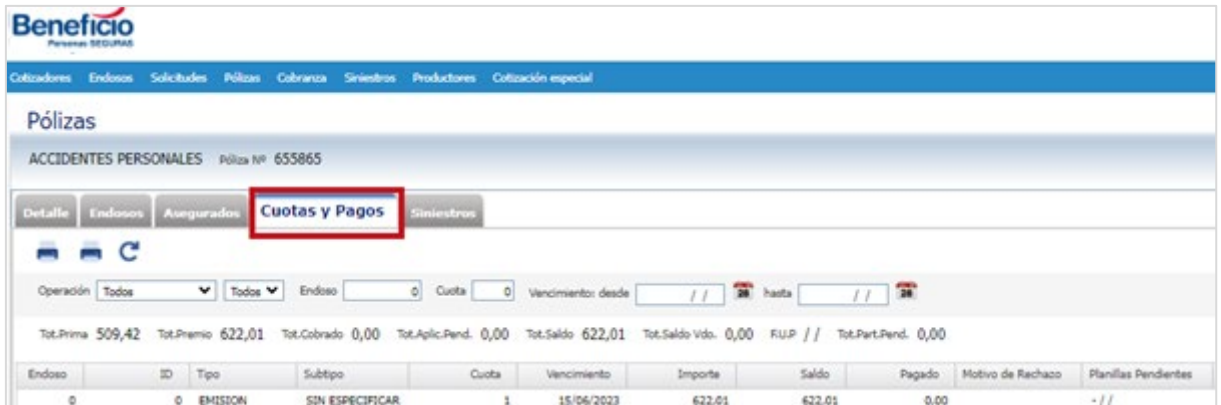 Beneficio
Personas SEGURAS
Cotizadores Endosos Solicitudes Pólizas Cobranza Siniestros Productores Cotización especial
Pólizas
ACCIDENTES PERSONALES Póliza Nº 655865
Detalle Endosos Asegurados Cuotas y Pagos Siniestros
Operación Todos Todos Endoso 0 Cuota 0 Vencimiento: desde / / 28 hasta / / 28
Tot.Prima 509,42 Tot.Premio 622,01 Tot.Cobrado 0,00 Tot.Aplic.Pend. 0,00 Tot.Saldo 622,01 Tot.Saldo Vdo. 0,00 F.U.P / / Tot.Part.Pend. 0,00
Endoso ID Tipo Subtipo Cuota Vencimiento Importe Saldo Pagado Motivo de Rechazo Planillas Pendientes
0 0 EMISION SIN ESPECIFICAR 1 15/06/2023 622.01 622.01 0.00 - / /